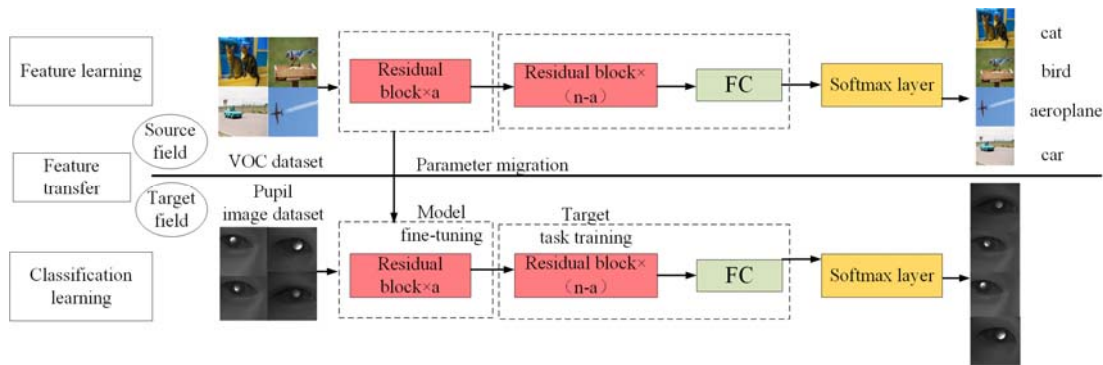 Feature learning
Residual
block×a
Residual block×
（n-a）
FC
Softmax layer
cat
bird
aeroplane
car
Source
field
VOC dataset
Parameter migration
Feature
transfer
Target
field
Pupil
image dataset
Model
fine-tuning
Target
task training
Classification
learning
Residual
block×a
Residual block×
（n-a）
FC
Softmax layer